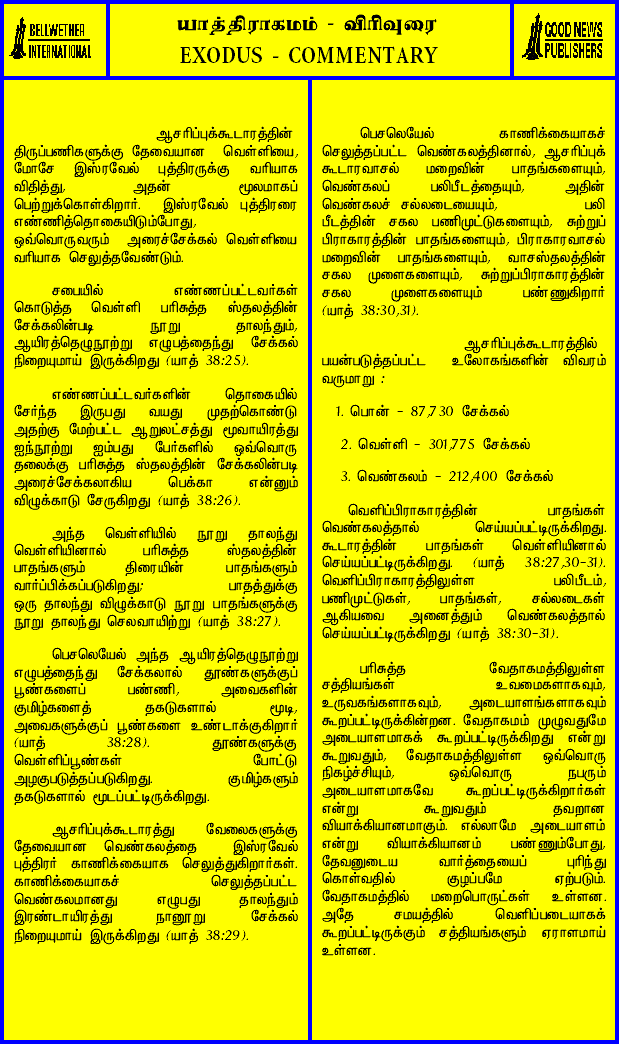 BELLWETHER
INTERNATIONAL
யாத்திராகமம் - விரிவுரை
EXODUS - COMMENTARY
GOOD NEWS
PUBLISHERS
ஆசரிப்புக்கூடாரத்தின்
திருப்பணிகளுக்கு தேவையான வெள்ளியை,
மோசே இஸ்ரவேல் புத்திரருக்கு வரியாக
விதித்து, அதன் மூலமாகப்
பெற்றுக்கொள்கிறார். இஸ்ரவேல் புத்திரரை
எண்ணித்தொகையிடும்போது,
ஒவ்வொருவரும் அரைச்சேக்கல் வெள்ளியை
வரியாக செலுத்தவேண்டும்.
சபையில் எண்ணப்பட்டவர்கள்
கொடுத்த வெள்ளி பரிசுத்த ஸ்தலத்தின்
சேக்கலின்படி நூறு தாலந்தும்,
ஆயிரத்தெழுநூற்று எழுபத்தைந்து சேக்கல்
நிறையுமாய் இருக்கிறது (யாத் 38:25).
எண்ணப்பட்டவர்களின் தொகையில்
சேர்ந்த இருபது வயது முதற்கொண்டு
அதற்கு மேற்பட்ட ஆறுலட்சத்து மூவாயிரத்து
ஐந்நூற்று ஐம்பது பேர்களில் ஒவ்வொரு
தலைக்கு பரிசுத்த ஸ்தலத்தின் சேக்கலின்படி
அரைச்சேக்கலாகிய பெக்கா என்னும்
விழுக்காடு சேருகிறது (யாத் 38:26).
அந்த வெள்ளியில் நூறு தாலந்து
வெள்ளியினால் பரிசுத்த ஸ்தலத்தின்
பாதங்களும் திரையின் பாதங்களும்
வார்ப்பிக்கப்படுகிறது; பாதத்துக்கு
ஒரு தாலந்து விழுக்காடு நூறு பாதங்களுக்கு
நூறு தாலந்து செலவாயிற்று (யாத் 38:27).
பெசலெயேல் அந்த ஆயிரத்தெழுநூற்று
எழுபத்தைந்து சேக்கலால் தூண்களுக்குப்
பூண்களைப் பண்ணி, அவைகளின்
குமிழ்களைத் தகடுகளால் மூடி,
அவைகளுக்குப் பூண்களை உண்டாக்குகிறார்
(யாத் 38:28). தூண்களுக்கு
வெள்ளிப்பூண்கள் போட்டு
அழகுபடுத்தப்படுகிறது. குமிழ்களும்
தகடுகளால் மூடப்பட்டிருக்கிறது.
ஆசரிப்புக்கூடாரத்து வேலைகளுக்கு
தேவையான வெண்கலத்தை இஸ்ரவேல்
புத்திரர் காணிக்கையாக செலுத்துகிறார்கள்.
காணிக்கையாகச் செலுத்தப்பட்ட
வெண்கலமானது எழுபது தாலந்தும்
இரண்டாயிரத்து நானூறு சேக்கல்
நிறையுமாய் இருக்கிறது (யாத் 38:29).
பெசலெயேல் காணிக்கையாகச்
செலுத்தப்பட்ட வெண்கலத்தினால், ஆசரிப்புக்
கூடாரவாசல் மறைவின் பாதங்களையும்,
வெண்கலப் பலிபீடத்தையும், அதின்
வெண்கலச் சல்லடையையும், பலி
பீடத்தின் சகல பணிமுட்டுகளையும், சுற்றுப்
பிராகாரத்தின் பாதங்களையும், பிராகாரவாசல்
மறைவின் பாதங்களையும், வாசஸ்தலத்தின்
சகல முளைகளையும், சுற்றுப்பிராகாரத்தின்
சகல முளைகளையும் பண்ணுகிறார்
(யாத் 38:30,31).
ஆசரிப்புக்கூடாரத்தில்
பயன்படுத்தப்பட்ட உலோகங்களின் விவரம்
வருமாறு :
1. பொன் - 87,730 சேக்கல்
2. வெள்ளி - 301,775 சேக்கல்
3. வெண்கலம் - 212,400 சேக்கல்
வெளிப்பிராகாரத்தின் பாதங்கள்
வெண்கலத்தால் செய்யப்பட்டிருக்கிறது.
கூடாரத்தின் பாதங்கள் வெள்ளியினால்
செய்யப்பட்டிருக்கிறது. (யாத் 38:27,30-31).
வெளிப்பிராகாரத்திலுள்ள பலிபீடம்,
பணிமுட்டுகள், பாதங்கள், சல்லடைகள்
ஆகியவை அனைத்தும் வெண்கலத்தால்
செய்யப்பட்டிருக்கிறது (யாத் 38:30-31).
பரிசுத்த வேதாகமத்திலுள்ள
சத்தியங்கள் உவமைகளாகவும்,
உருவகங்களாகவும், அடையாளங்களாகவும்
கூறப்பட்டிருக்கின்றன. வேதாகமம் முழுவதுமே
அடையாளமாகக் கூறப்பட்டிருக்கிறது என்று
கூறுவதும், வேதாகமத்திலுள்ள ஒவ்வொரு
நிகழ்ச்சியும், ஒவ்வொரு நபரும்
அடையாளமாகவே கூறப்பட்டிருக்கிறார்கள்
என்று கூறுவதும் தவறான
வியாக்கியானமாகும். எல்லாமே அடையாளம்
என்று வியாக்கியானம் பண்ணும்போது,
தேவனுடைய வார்த்தையைப் புரிந்து
கொள்வதில் குழப்பமே ஏற்படும்.
வேதாகமத்தில் மறைபொருட்கள் உள்ளன.
அதே சமயத்தில் வெளிப்படையாகக்
கூறப்பட்டிருக்கும் சத்தியங்களும் ஏராளமாய்
உள்ளன.